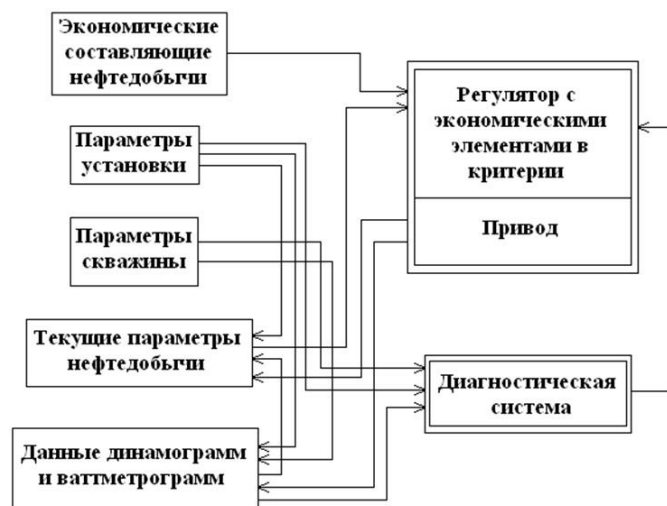 Экономические
составляющие
нефтедобычи
Регулятор с
экономическими
элементами в
критерии
Привод
Параметры
установки
Параметры
скважины
Текущие параметры
нефтедобычи
Диагностическая
система
Данные динамограмм
и ваттметрограмм